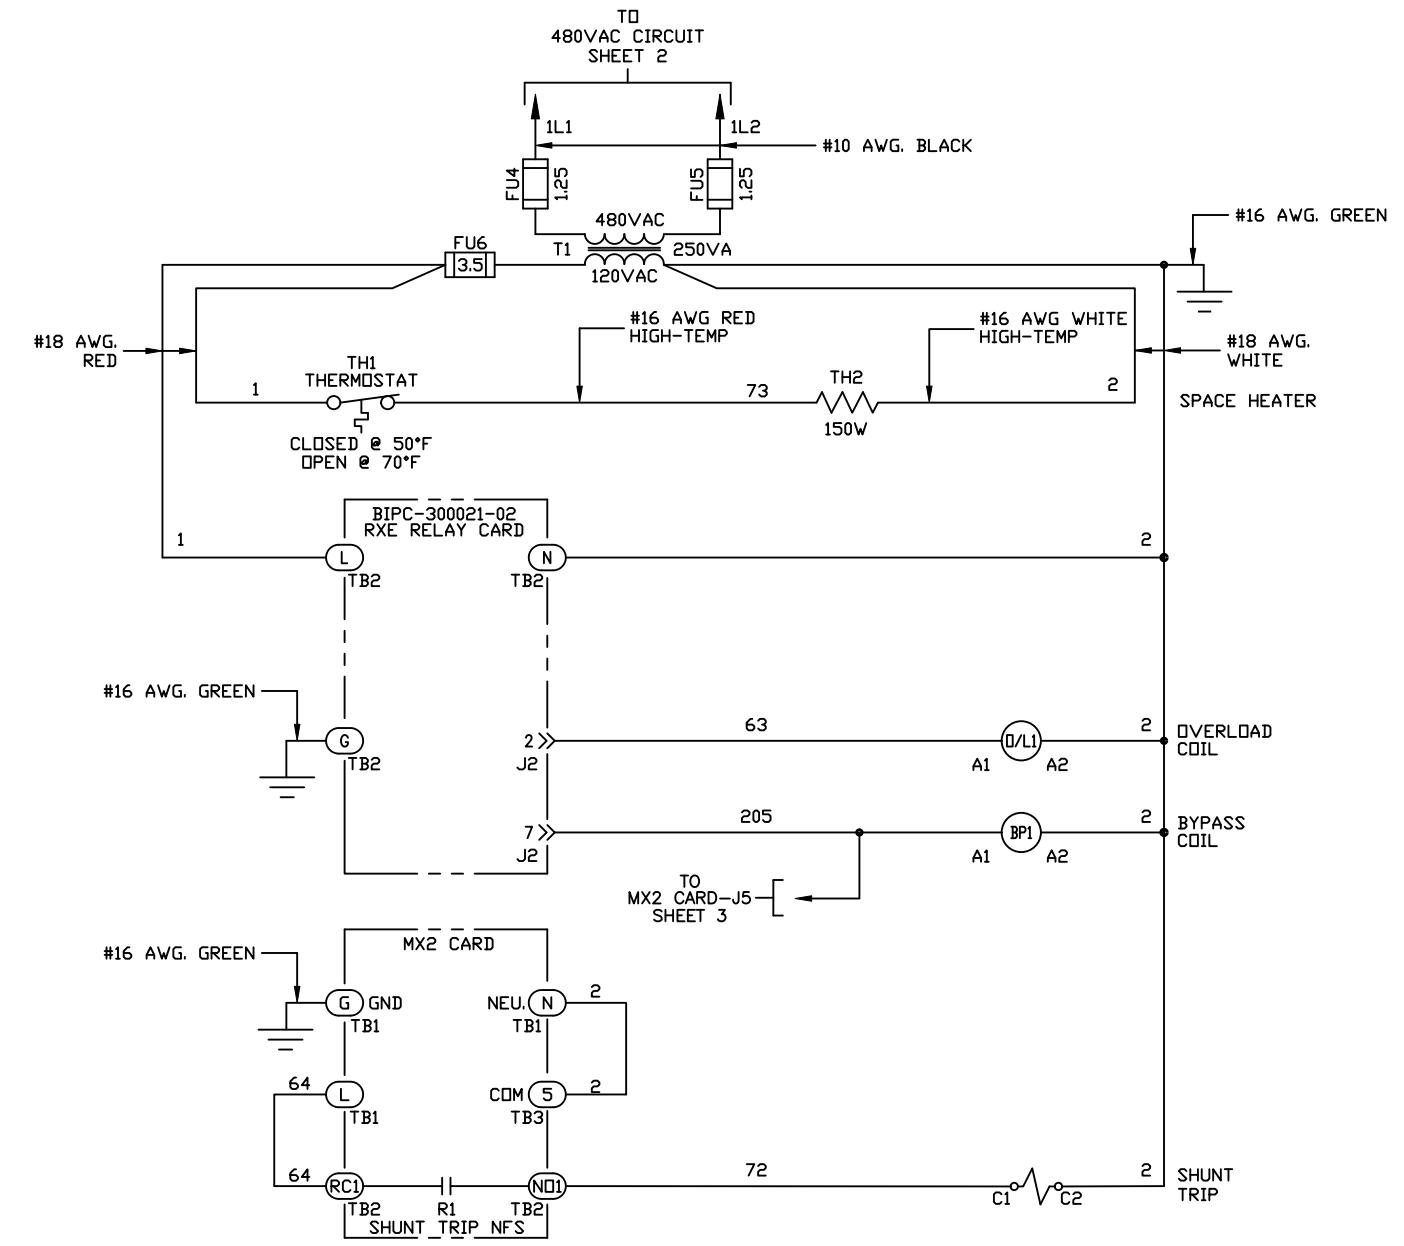 TO
480VAC CIRCUIT
SHEET 2
1L1
1L2
#10 AWG. BLACK
FU4
1.25
FU5
1.25
480VAC
#16 AWG. GREEN
FU6
T1
250VA
3.5
120VAC
#16 AWG RED
HIGH-TEMP
#16 AWG WHITE
HIGH-TEMP
#18 AWG.
RED
#18 AWG.
WHITE
TH1
THERMOSTAT
1
73
TH2
2
SPACE HEATER
150W
CLOSED @ 50°F
OPEN @ 70°F
BIPC-300021-02
RXE RELAY CARD
1
L
N
2
TB2
TB2
#16 AWG. GREEN
G
TB2
2
J2
63
O/L1
A1
A2
2
OVERLOAD
COIL
7
J2
205
BP1
A1
A2
2
BYPASS
COIL
TO
MX2 CARD-J5
SHEET 3
MX2 CARD
#16 AWG. GREEN
G
GND
NEU.
N
2
TB1
TB1
64
L
COM
5
2
TB1
TB3
64
RC1
NO1
72
2
SHUNT
TRIP
TB2
R1
TB2
C1
C2
SHUNT TRIP NFS